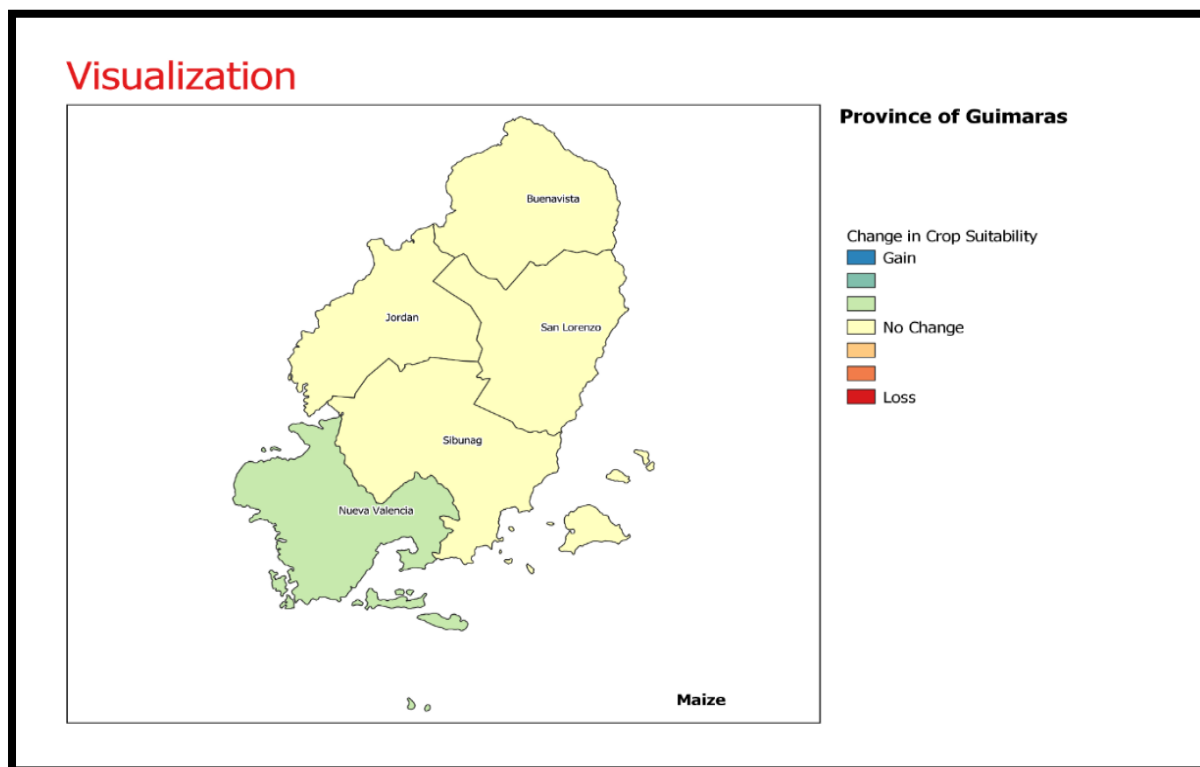 Visualization
Province of Guimaras
Buenavista
Change in Crop Suitability
Gain
Jordan
San Lorenzo
No Change
Loss
Sibunag
Nueva Valencia
Maize